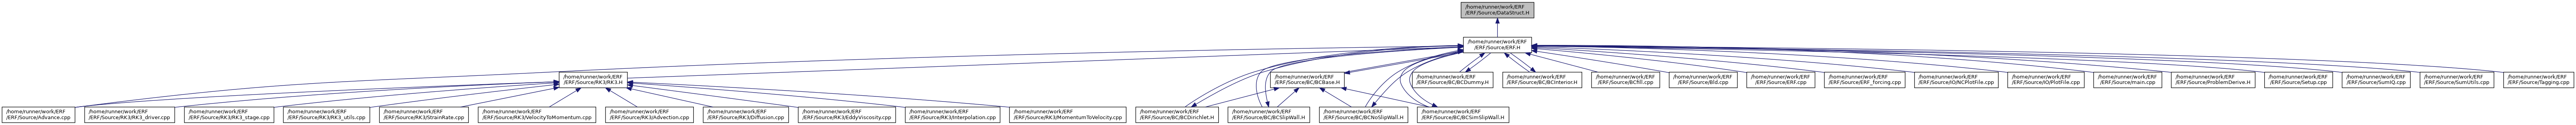 /home/runner/work/ERF
/ERF/Source/DataStruct.H
/home/runner/work/ERF
/ERF/Source/ERF.H
/home/runner/work/ERF
/ERF/Source/RK3/RK3.H
/home/runner/work/ERF
/ERF/Source/BC/BCBase.H
/home/runner/work/ERF
/ERF/Source/BC/BCDummy.H
/home/runner/work/ERF
/ERF/Source/BC/BCInterior.H
/home/runner/work/ERF
/ERF/Source/BCfill.cpp
/home/runner/work/ERF
/ERF/Source/Bld.cpp
/home/runner/work/ERF
/ERF/Source/ERF.cpp
/home/runner/work/ERF
/ERF/Source/ERF_forcing.cpp
/home/runner/work/ERF
/ERF/Source/IO/NCPlotFile.cpp
/home/runner/work/ERF
/ERF/Source/IO/PlotFile.cpp
/home/runner/work/ERF
/ERF/Source/main.cpp
/home/runner/work/ERF
/ERF/Source/ProblemDerive.H
/home/runner/work/ERF
/ERF/Source/Setup.cpp
/home/runner/work/ERF
/ERF/Source/SumIQ.cpp
/home/runner/work/ERF
/ERF/Source/SumUtils.cpp
/home/runner/work/ERF
/ERF/Source/Tagging.cpp
/home/runner/work/ERF
/ERF/Source/Advance.cpp
/home/runner/work/ERF
/ERF/Source/RK3/RK3_driver.cpp
/home/runner/work/ERF
/ERF/Source/RK3/RK3_stage.cpp
/home/runner/work/ERF
/ERF/Source/RK3/RK3_utils.cpp
/home/runner/work/ERF
/ERF/Source/RK3/StrainRate.cpp
/home/runner/work/ERF
/ERF/Source/RK3/VelocityToMomentum.cpp
/home/runner/work/ERF
/ERF/Source/RK3/Advection.cpp
/home/runner/work/ERF
/ERF/Source/RK3/Diffusion.cpp
/home/runner/work/ERF
/ERF/Source/RK3/EddyViscosity.cpp
/home/runner/work/ERF
/ERF/Source/RK3/Interpolation.cpp
/home/runner/work/ERF
/ERF/Source/RK3/MomentumToVelocity.cpp
/home/runner/work/ERF
/ERF/Source/BC/BCDirichlet.H
/home/runner/work/ERF
/ERF/Source/BC/BCSlipWall.H
/home/runner/work/ERF
/ERF/Source/BC/BCNoSlipWall.H
/home/runner/work/ERF
/ERF/Source/BC/BCSimSlipWall.H